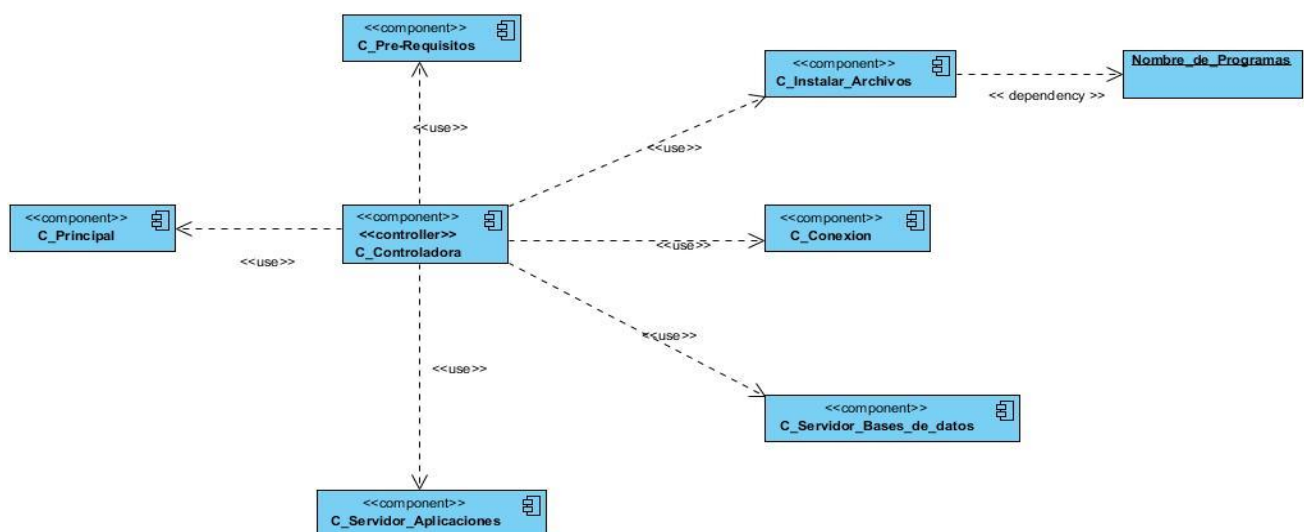 <<component>>
C_Pre-Requisitos
<<component>>
C_Instalar_Archivos
Nombre_de_Programas
<< dependency >>
<<use>>
<<use>>
<<component>>
C_Principal
<<component>>
<<controller>>
C_Controladora
<<component>>
C_Conexion
<<use>>
<<use>>
<<use>>
<<use>>
<<component>>
C_Servidor_Bases_de_datos
<<component>>
C_Servidor_Aplicaciones